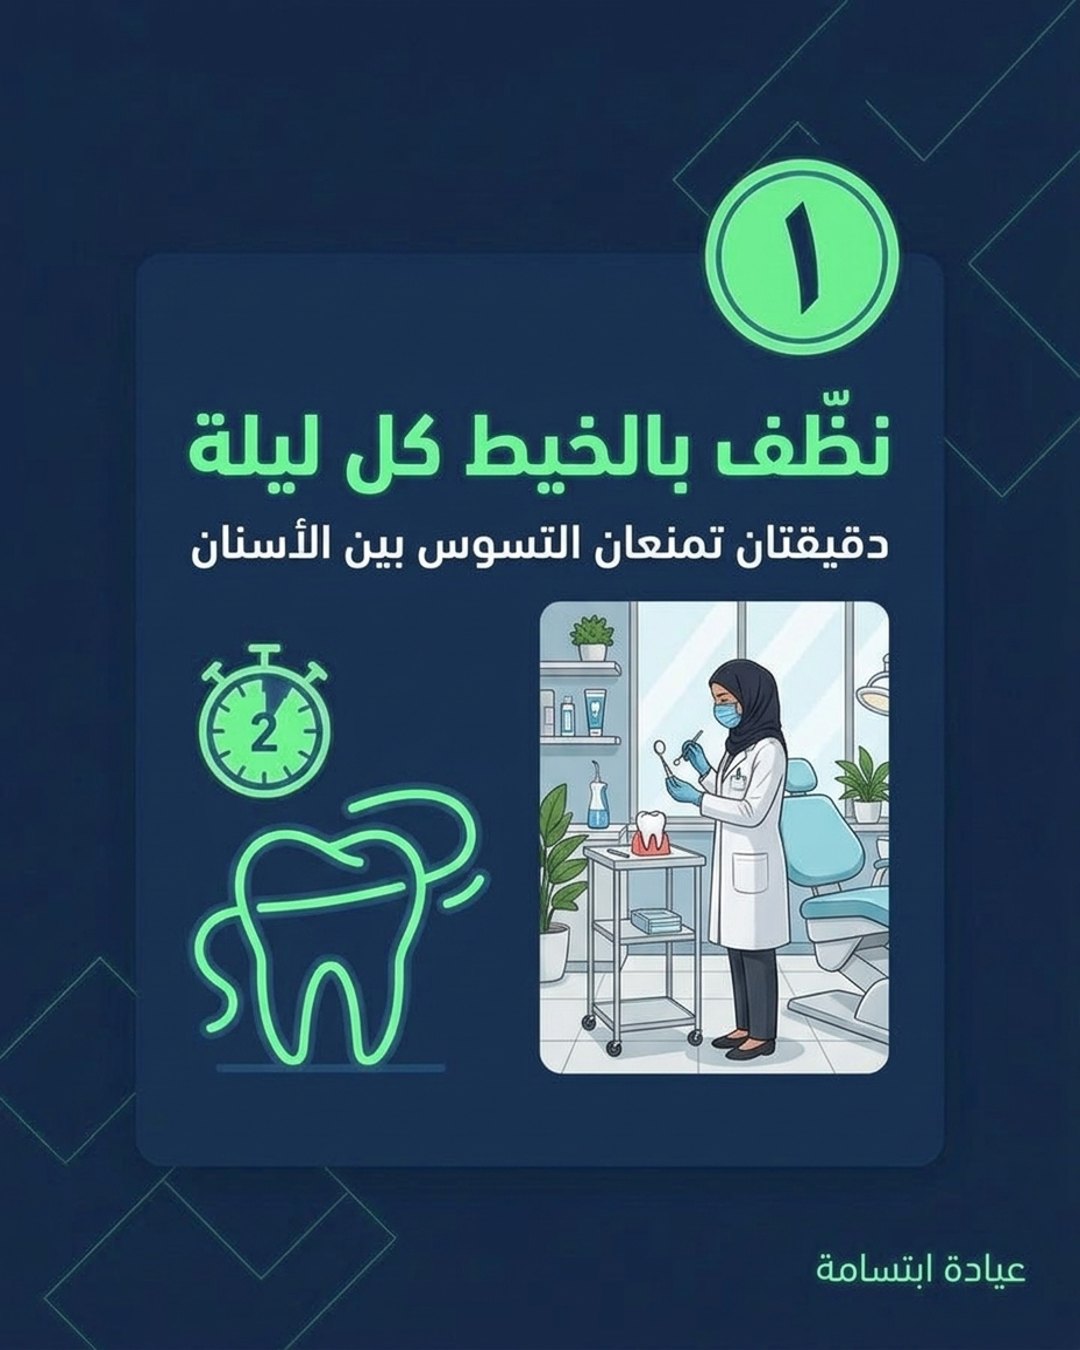 ١
نظّف بالخيط كل ليلة
دقيقتان تمنعان التسوس بين الأسنان
2
عيادة ابتسامة